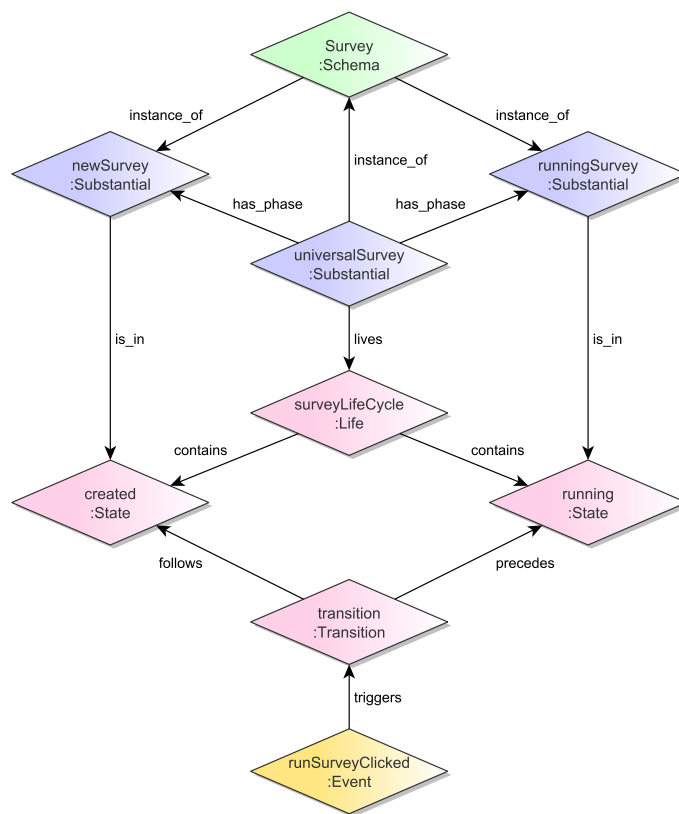 Survey
:Schema
instance_of
instance_of
newSurvey
:Substantial
instance_of
runningSurvey
:Substantial
has_phase
has_phase
universalSurvey
:Substantial
is_in
lives
is_in
surveyLifeCycle
:Life
contains
contains
created
:State
running
:State
follows
precedes
transition
:Transition
triggers
runSurveyClicked
:Event